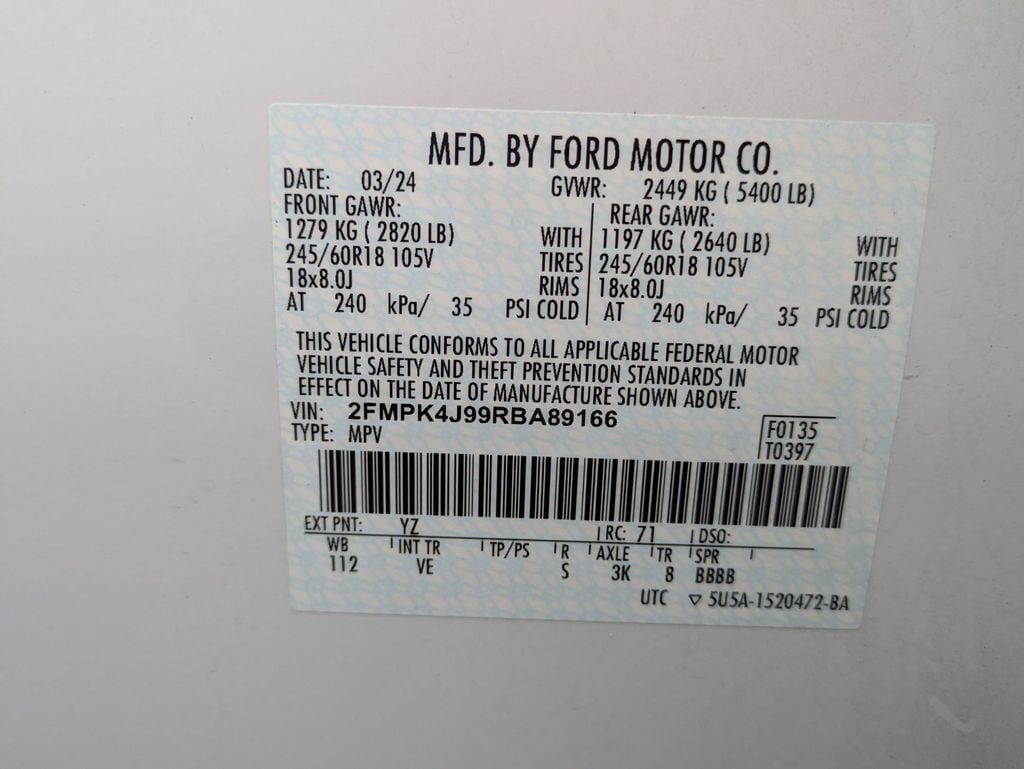 MFD. BY FORD MOTOR CO.
DATE: 03/24 GVWR: 2449 KG ( 5400 LB)
FRONT GAWR: REAR GAWR:
1279 KG ( 2820 LB) WITH 1197 KG ( 2640 LB) WITH
245/60R18 105V TIRES 245/60R18 105V TIRES
18x8.0J RIMS 18x8.0J RIMS
AT 240 kPa/ 35 PSI COLD AT 240 kPa/ 35 PSI COLD
THIS VEHICLE CONFORMS TO ALL APPLICABLE FEDERAL MOTOR
VEHICLE SAFETY AND THEFT PREVENTION STANDARDS IN
EFFECT ON THE DATE OF MANUFACTURE SHOWN ABOVE.
VIN: 2FMPK4J99RBA89166
TYPE: MPV
F0135
T0397
EXT PNT: YZ RC: 71 DSO:
WB INT TR TP/PS R AXLE TR SPR
112 VE S 3K 8 BBBB
UTC ▽ 5U5A-1520472-BA